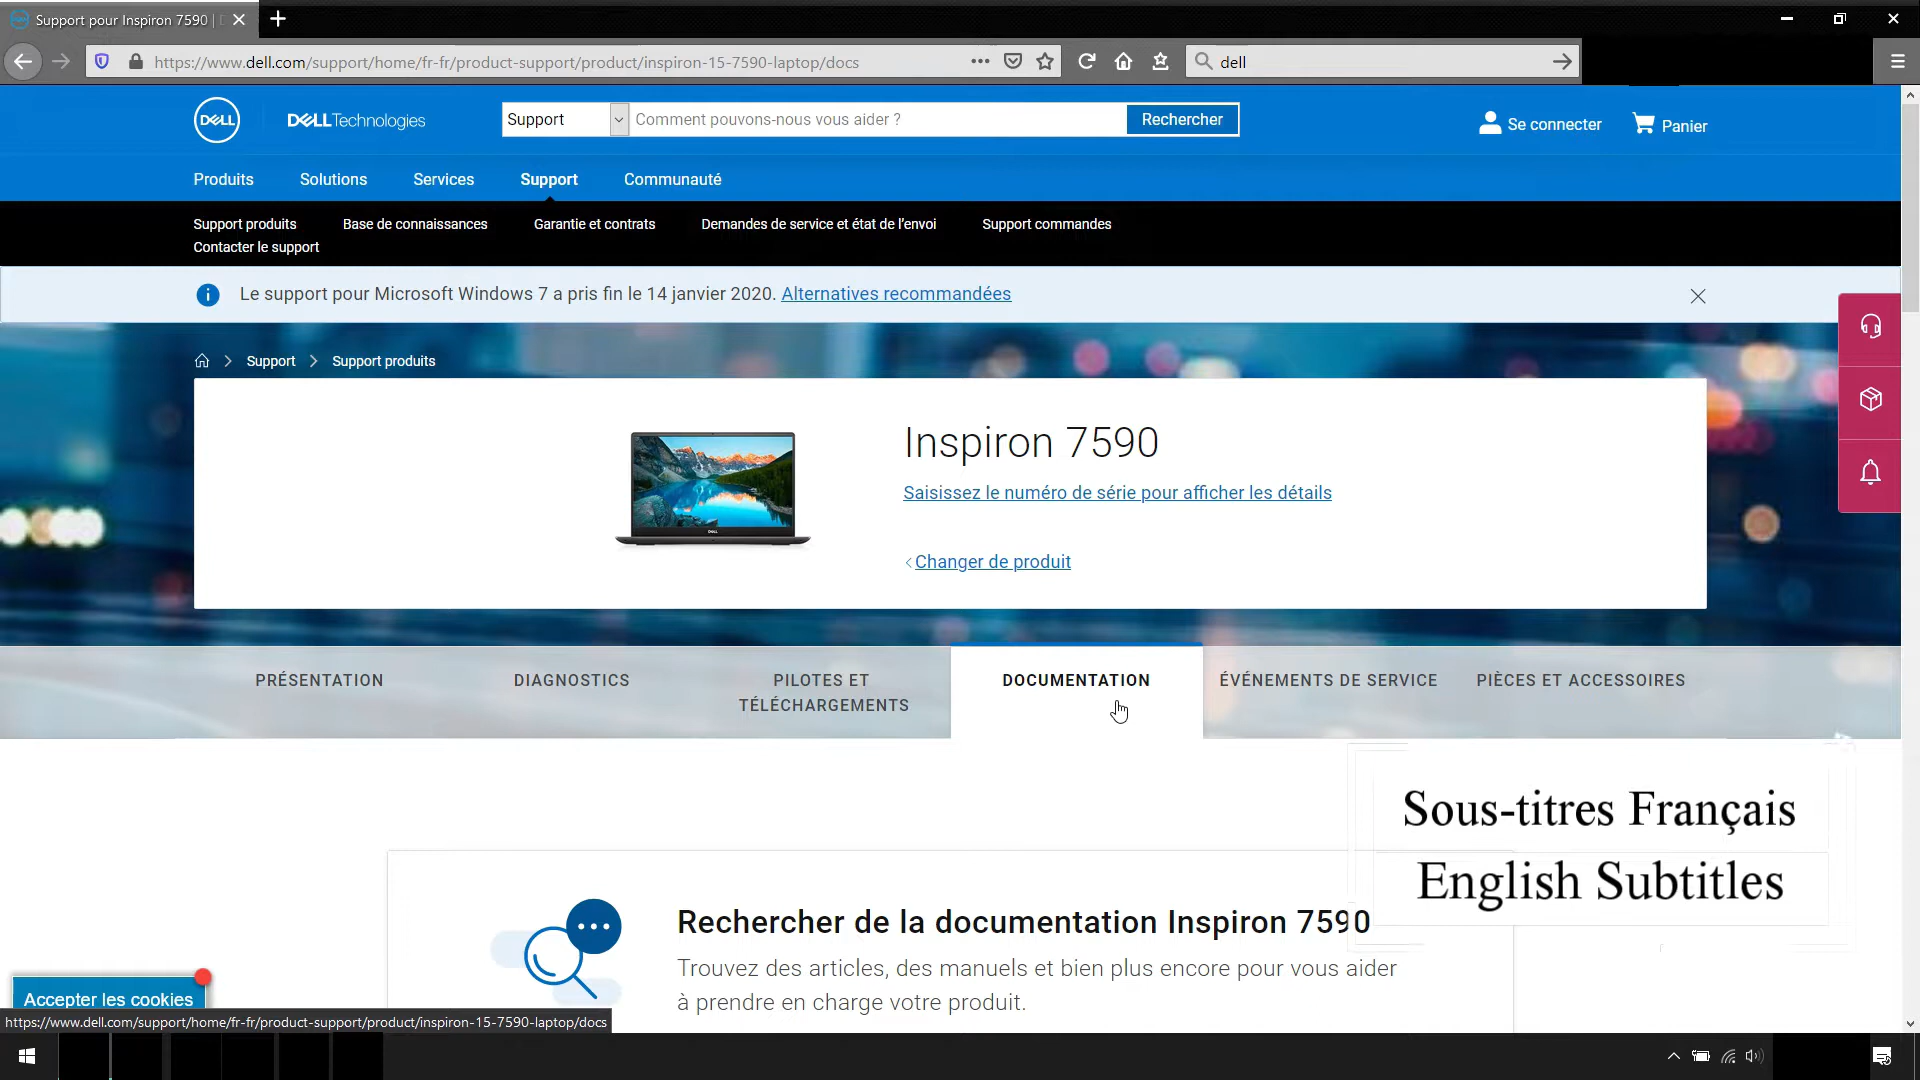 Support pour Inspiron 7590 |
https://www.dell.com/support/home/fr-fr/product-support/product/inspiron-15-7590-laptop/docs
dell
DELL
DELLTechnologies
Support
Comment pouvons-nous vous aider ?
Rechercher
Se connecter
Panier
Produits
Solutions
Services
Support
Communauté
Support produits
Base de connaissances
Garantie et contrats
Demandes de service et état de l'envoi
Support commandes
Contacter le support
Le support pour Microsoft Windows 7 a pris fin le 14 janvier 2020. Alternatives recommandées
Support
Support produits
Inspiron 7590
Saisissez le numéro de série pour afficher les détails
Changer de produit
PRÉSENTATION
DIAGNOSTICS
PILOTES ET
TÉLÉCHARGEMENTS
DOCUMENTATION
ÉVÉNEMENTS DE SERVICE
PIÈCES ET ACCESSOIRES
Sous-titres Français
English Subtitles
Rechercher de la documentation Inspiron 7590
Trouvez des articles, des manuels et bien plus encore pour vous aider
à prendre en charge votre produit.
Accepter les cookies
https://www.dell.com/support/home/fr-fr/product-support/product/inspiron-15-7590-laptop/docs